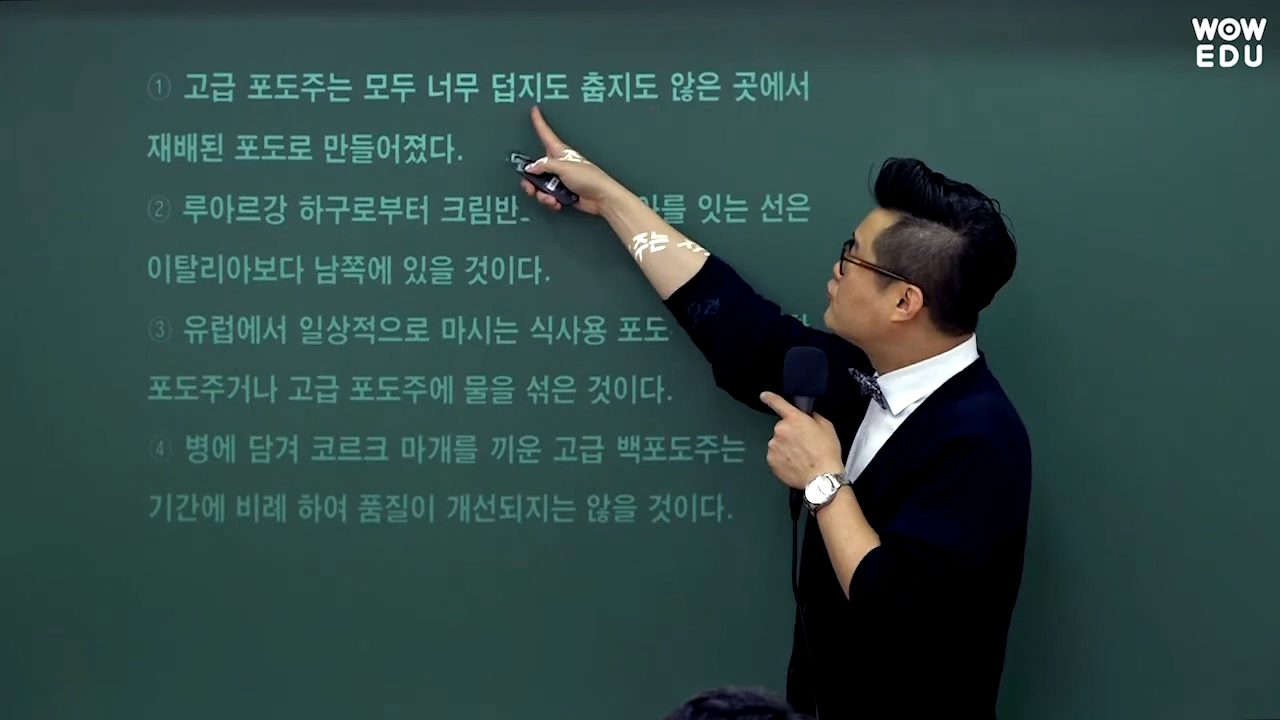 WOW
EDU
① 고급 포도주는 모두 너무 덥지도 춥지도 않은 곳에서
재배된 포도로 만들어졌다.
② 루아르강 하구로부터 잇는 선은
이탈리아보다 남쪽에 있을 것이다.
③ 유럽에서 일상적으로 마시는 식사용
포도주거나 고급 포도주에 물을 섞은 것이다.
④ 병에 담겨 코르크 마개를 끼운 고급 백포도주는
기간에 비례 하여 품질이 개선되지는 않을 것이다.